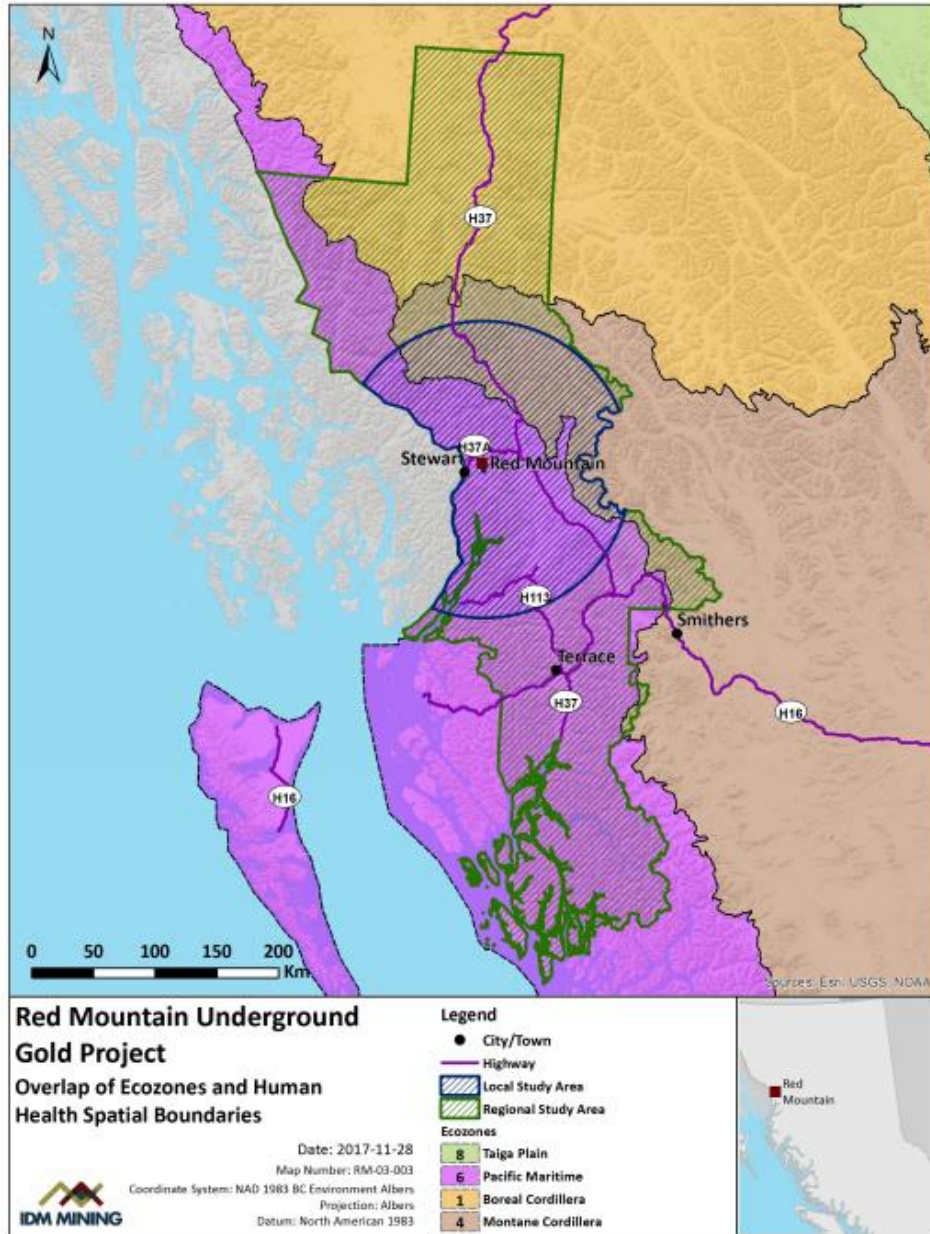 N
H37
H37A
Stewart
Red Mountain
H113
Smithers
Terrace
H37
H16
H16
0 50 100 150 200
Km
Sources: Esri, USGS, NOAA
Red Mountain Underground
Gold Project
Overlap of Ecozones and Human
Health Spatial Boundaries
Date: 2017-11-28
Map Number: RM-03-003
Coordinate System: NAD 1983 BC Environment Albers
Projection: Albers
Datum: North American 1983
IDM MINING
Legend
City/Town
Highway
Local Study Area
Regional Study Area
Ecozones
8 Taiga Plain
6 Pacific Maritime
1 Boreal Cordillera
4 Montane Cordillera
Red
Mountain